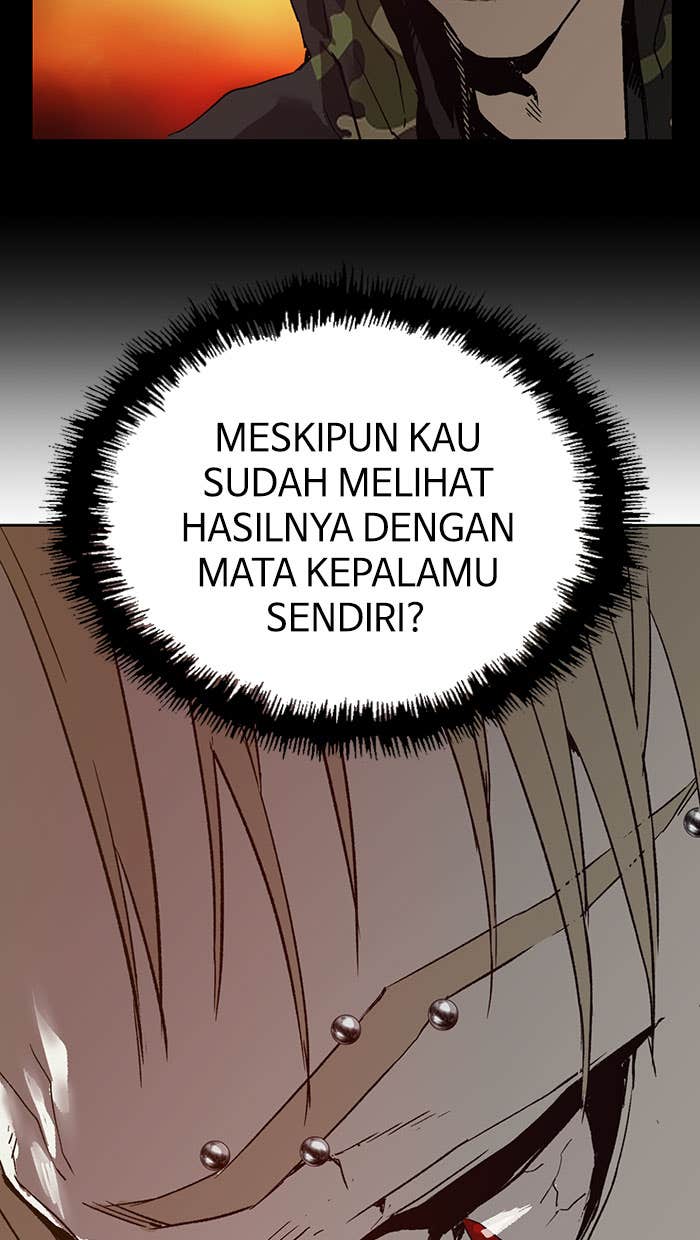 MESKIPUN KAU
SUDAH MELIHAT
HASILNYA DENGAN
MATA KEPALAMU
SENDIRI?